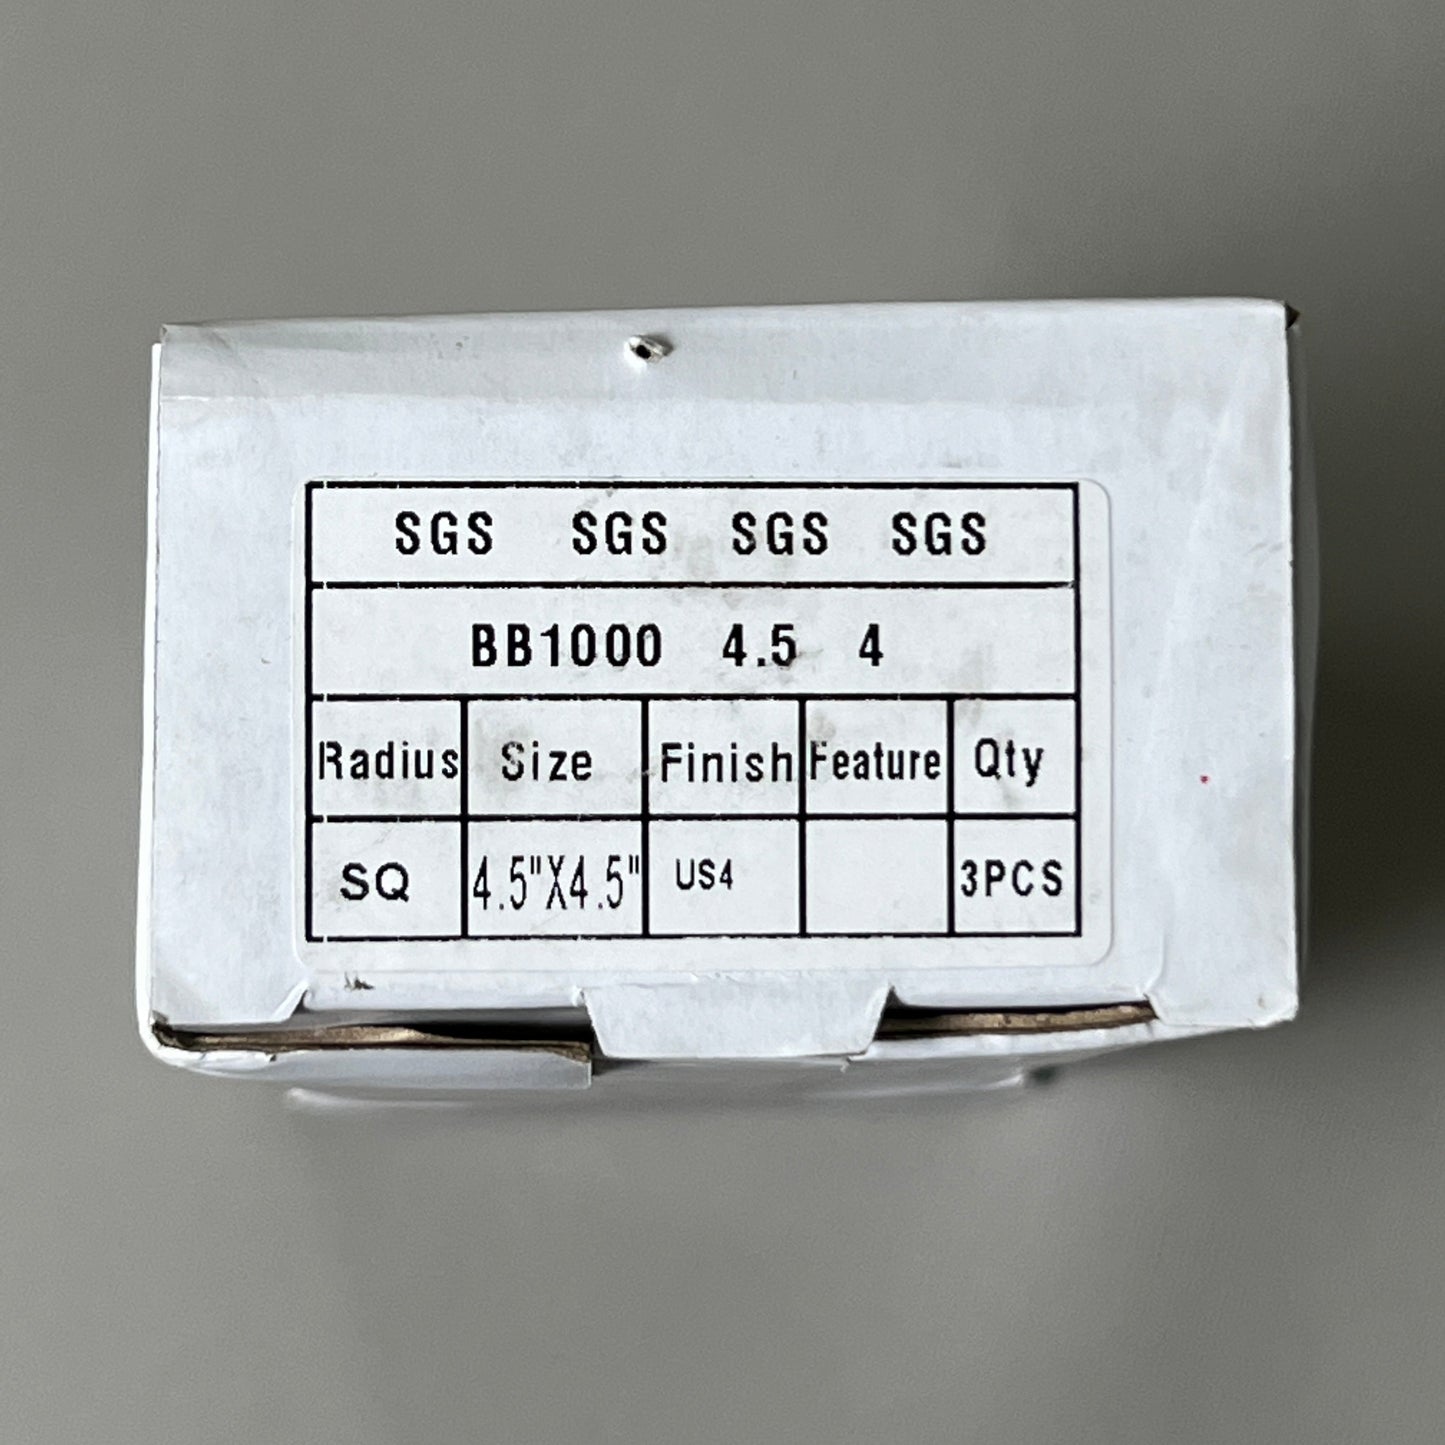 SGS SGS SGS SGS
BB1000 4.5 4
Radius Size Finish Feature Qty
SQ 4.5"X4.5" US4 3PCS